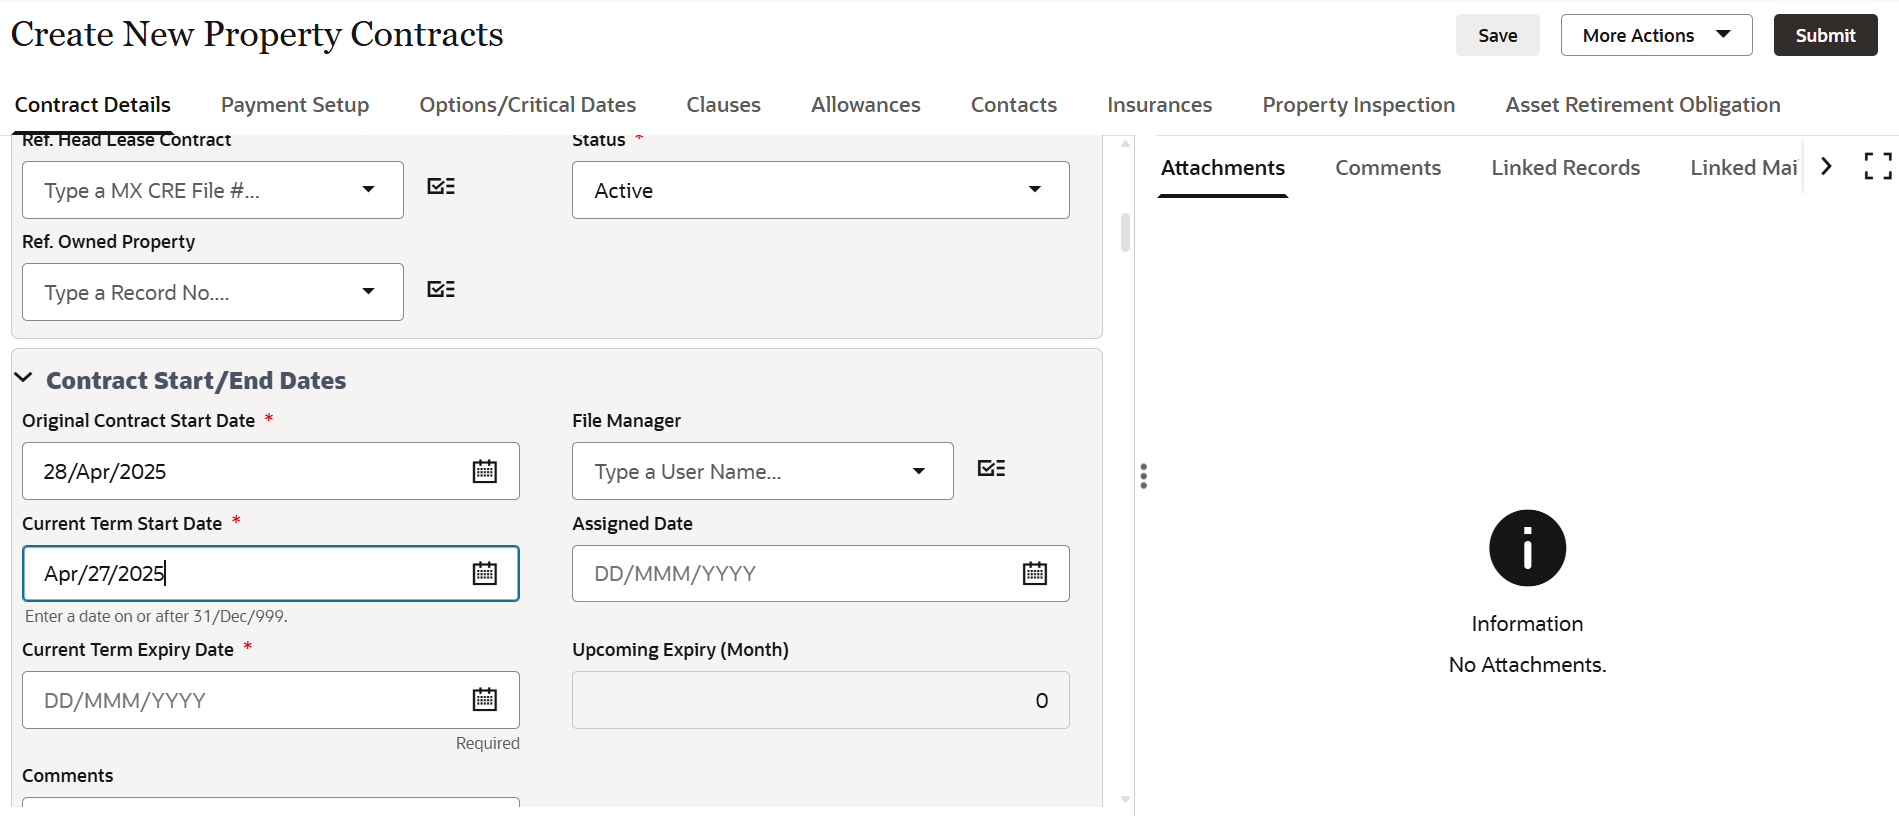 Create New Property Contracts
Save
More Actions
Submit
Contract Details
Payment Setup
Options/Critical Dates
Clauses
Allowances
Contacts
Insurances
Property Inspection
Asset Retirement Obligation
Ref. Head Lease Contract
Status *
Type a MX CRE File #...
Active
Ref. Owned Property
Type a Record No....
Contract Start/End Dates
Original Contract Start Date *
File Manager
28/Apr/2025
Type a User Name...
Current Term Start Date *
Assigned Date
Apr/27/2025
DD/MMM/YYYY
Enter a date on or after 31/Dec/999.
Current Term Expiry Date *
Upcoming Expiry (Month)
DD/MMM/YYYY
0
Required
Comments
Attachments
Comments
Linked Records
Linked Mai
Information
No Attachments.